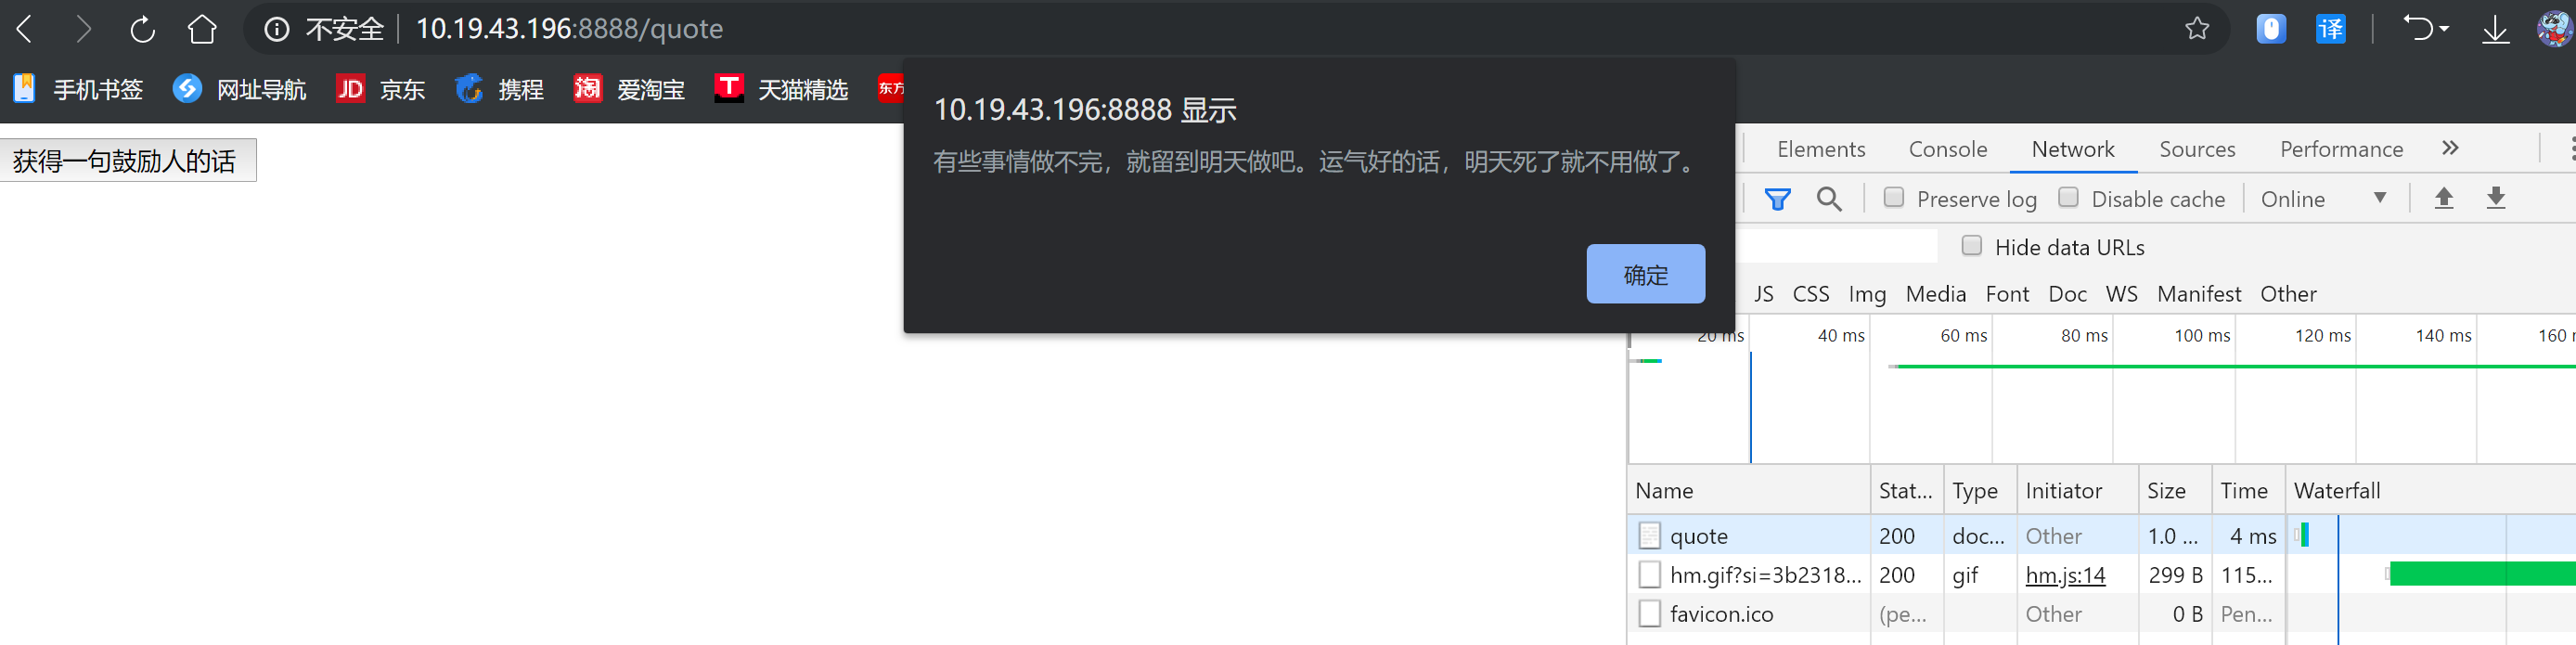 不安全 10.19.43.196:8888/quote 译
手机书签 网址导航 JD 京东 携程 淘 爱淘宝 T 天猫精选 东方
10.19.43.196:8888 显示
有些事情做不完，就留到明天做吧。运气好的话，明天死了就不用做了。
确定
获得一句鼓励人的话
Elements Console Network Sources Performance »
Preserve log Disable cache Online
Hide data URLs
JS CSS Img Media Font Doc WS Manifest Other
20 ms 40 ms 60 ms 80 ms 100 ms 120 ms 140 ms 160
Name Stat... Type Initiator Size Time Waterfall
quote 200 doc... Other 1.0 ... 4 ms
hm.gif?si=3b2318... 200 gif hm.js:14 299 B 115...
favicon.ico (pe... Other 0 B Pen...